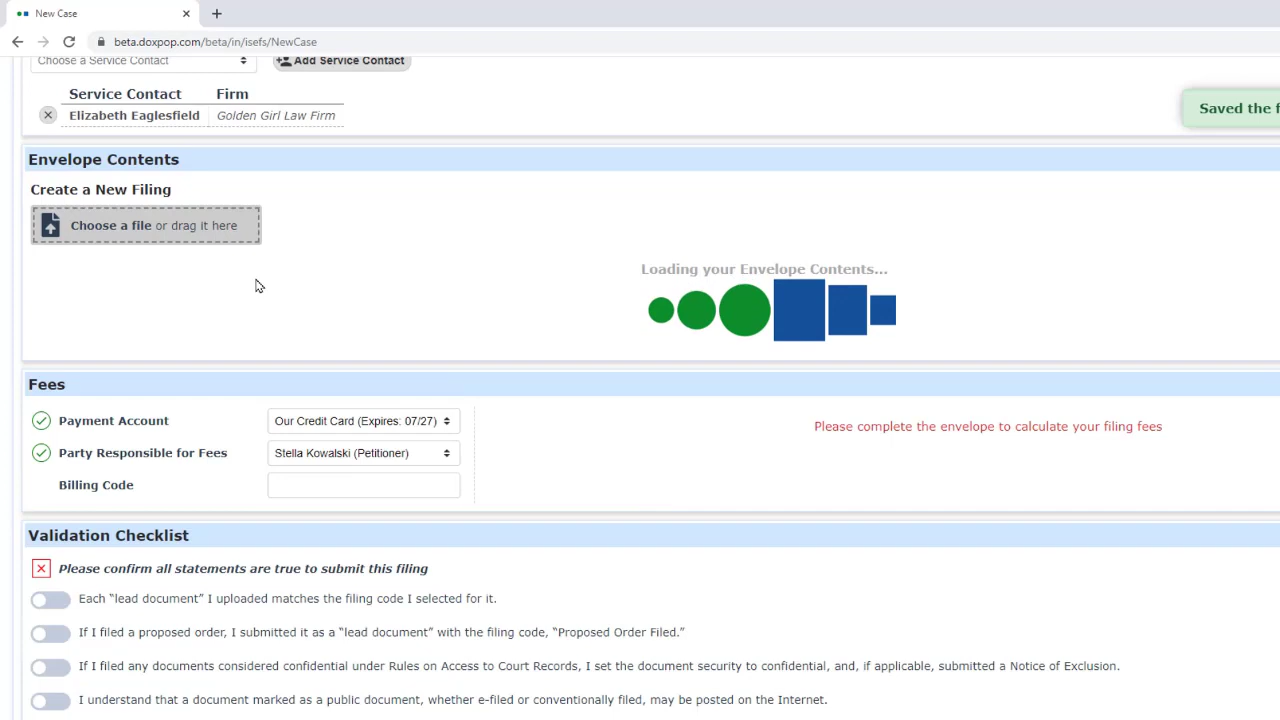 New Case
beta.doxpop.com/beta/in/isefs/NewCase
Choose a Service Contact
Add Service Contact
Service Contact Firm
Elizabeth Eaglesfield Golden Girl Law Firm
Saved the f
Envelope Contents
Create a New Filing
Choose a file or drag it here
Loading your Envelope Contents...
Fees
Payment Account Our Credit Card (Expires: 07/27)
Please complete the envelope to calculate your filing fees
Party Responsible for Fees Stella Kowalski (Petitioner)
Billing Code
Validation Checklist
Please confirm all statements are true to submit this filing
Each “lead document” I uploaded matches the filing code I selected for it.
If I filed a proposed order, I submitted it as a “lead document” with the filing code, “Proposed Order Filed.”
If I filed any documents considered confidential under Rules on Access to Court Records, I set the document security to confidential, and, if applicable, submitted a Notice of Exclusion.
I understand that a document marked as a public document, whether e-filed or conventionally filed, may be posted on the Internet.